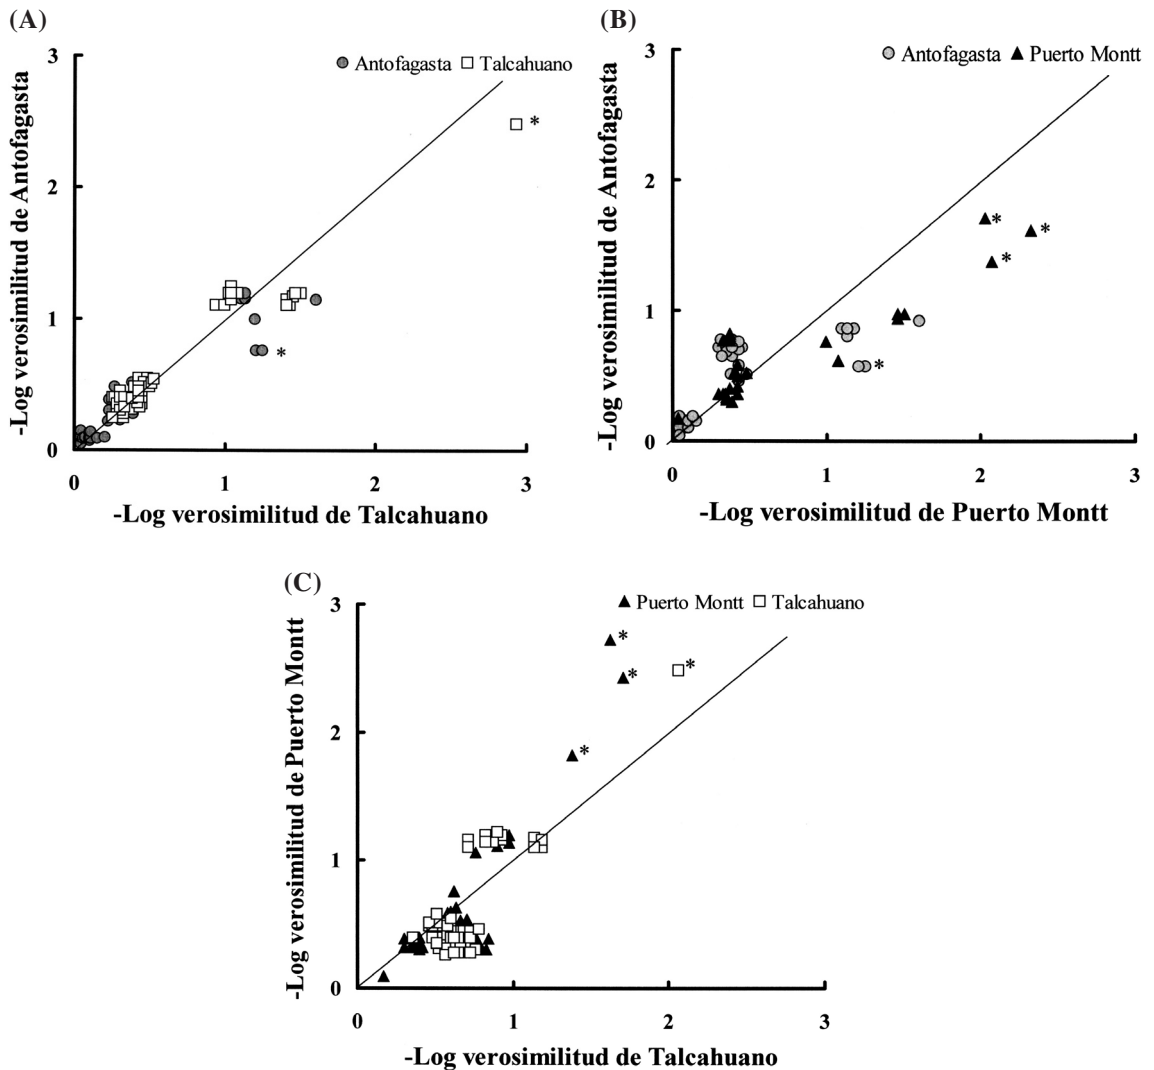 (A)
3
Antofagasta Talcahuano
*
2
1
*
0
0 1 2 3
-Log verosimilitud de Antofagasta
-Log verosimilitud de Talcahuano
(B)
3
Antofagasta Puerto Montt
2
*
*
*
1
*
0
0 1 2 3
-Log verosimilitud de Antofagasta
-Log verosimilitud de Puerto Montt
(C)
3
Puerto Montt Talcahuano
*
*
*
2
*
1
0
0 1 2 3
-Log verosimilitud de Puerto Montt
-Log verosimilitud de Talcahuano